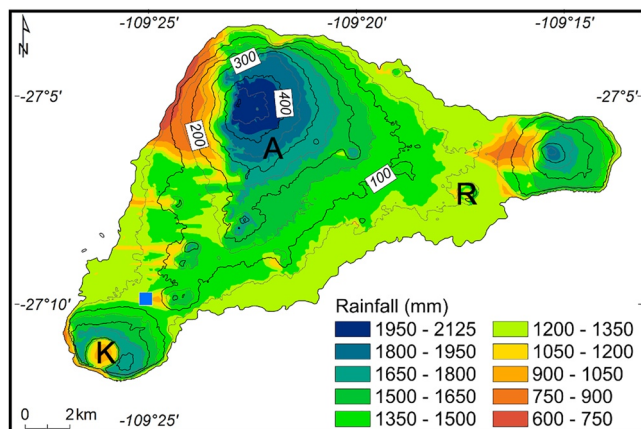 -109°25' -109°20' -109°15'
N
300
-27°5' 400 -27°5'
200
A
100
R
-27°10' -27°10'
Rainfall (mm)
1950 - 2125 1200 - 1350
1800 - 1950 1050 - 1200
K
1650 - 1800 900 - 1050
1500 - 1650 750 - 900
1350 - 1500 600 - 750
0 2 km -109°25'